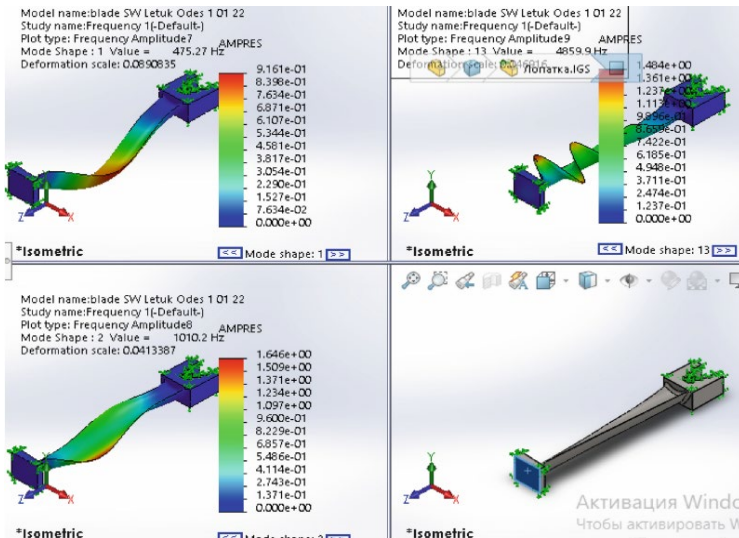 Model name:blade SW Letuk Odes 1 01 22
Study name:Frequency 1(-Default-)
Plot type: Frequency Amplitude7
Mode Shape : 1 Value = 475.27 Hz
Deformation scale: 0.0890835
AMPRES
9.161e-01
8.398e-01
7.634e-01
6.871e-01
6.107e-01
5.344e-01
4.581e-01
3.817e-01
3.054e-01
2.290e-01
1.527e-01
7.634e-02
0.000e+00
Z
X
*Isometric
<< Mode shape: 1 >>
Model name:blade SW Letuk Odes 1 01 22
Study name:Frequency 1(-Default-)
Plot type: Frequency Amplitude9
Mode Shape : 13 Value = 4859.9 Hz
Deformation scale:
AMPRES
Лопатка.IGS
1.484e+00
1.361e+00
1.237e+00
1.113e+00
9.896e-01
8.659e-01
7.422e-01
6.185e-01
4.948e-01
3.711e-01
2.474e-01
1.237e-01
0.000e+00
Y
Z
X
*Isometric
<< Mode shape: 13 >>
Model name:blade SW Letuk Odes 1 01 22
Study name:Frequency 1(-Default-)
Plot type: Frequency Amplitude8
Mode Shape : 2 Value = 1010.2 Hz
Deformation scale: 0.0413387
AMPRES
1.646e+00
1.509e+00
1.371e+00
1.234e+00
1.097e+00
9.600e-01
8.229e-01
6.857e-01
5.486e-01
4.114e-01
2.743e-01
1.371e-01
0.000e+00
Z
X
*Isometric
<< Mode shape: 2 >>
Y
Z
X
*Isometric
Активация Windo
Чтобы активировать W